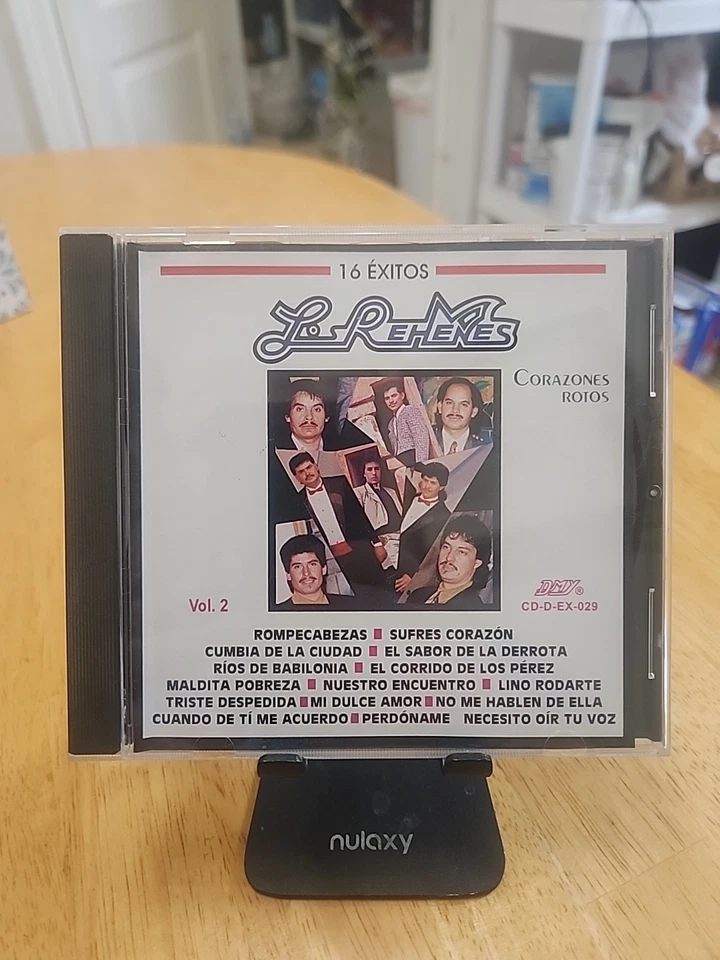 16 ÉXITOS
Los REHENES
CORAZONES
ROTOS
Vol. 2
DMY®
CD-D-EX-029
ROMPECABEZAS ■ SUFRES CORAZÓN
CUMBIA DE LA CIUDAD ■ EL SABOR DE LA DERROTA
RÍOS DE BABILONIA ■ EL CORRIDO DE LOS PÉREZ
MALDITA POBREZA ■ NUESTRO ENCUENTRO ■ LINO RODARTE
TRISTE DESPEDIDA ■ MI DULCE AMOR ■ NO ME HABLEN DE ELLA
CUANDO DE TÍ ME ACUERDO ■ PERDÓNAME NECESITO OÍR TU VOZ
nulaxy